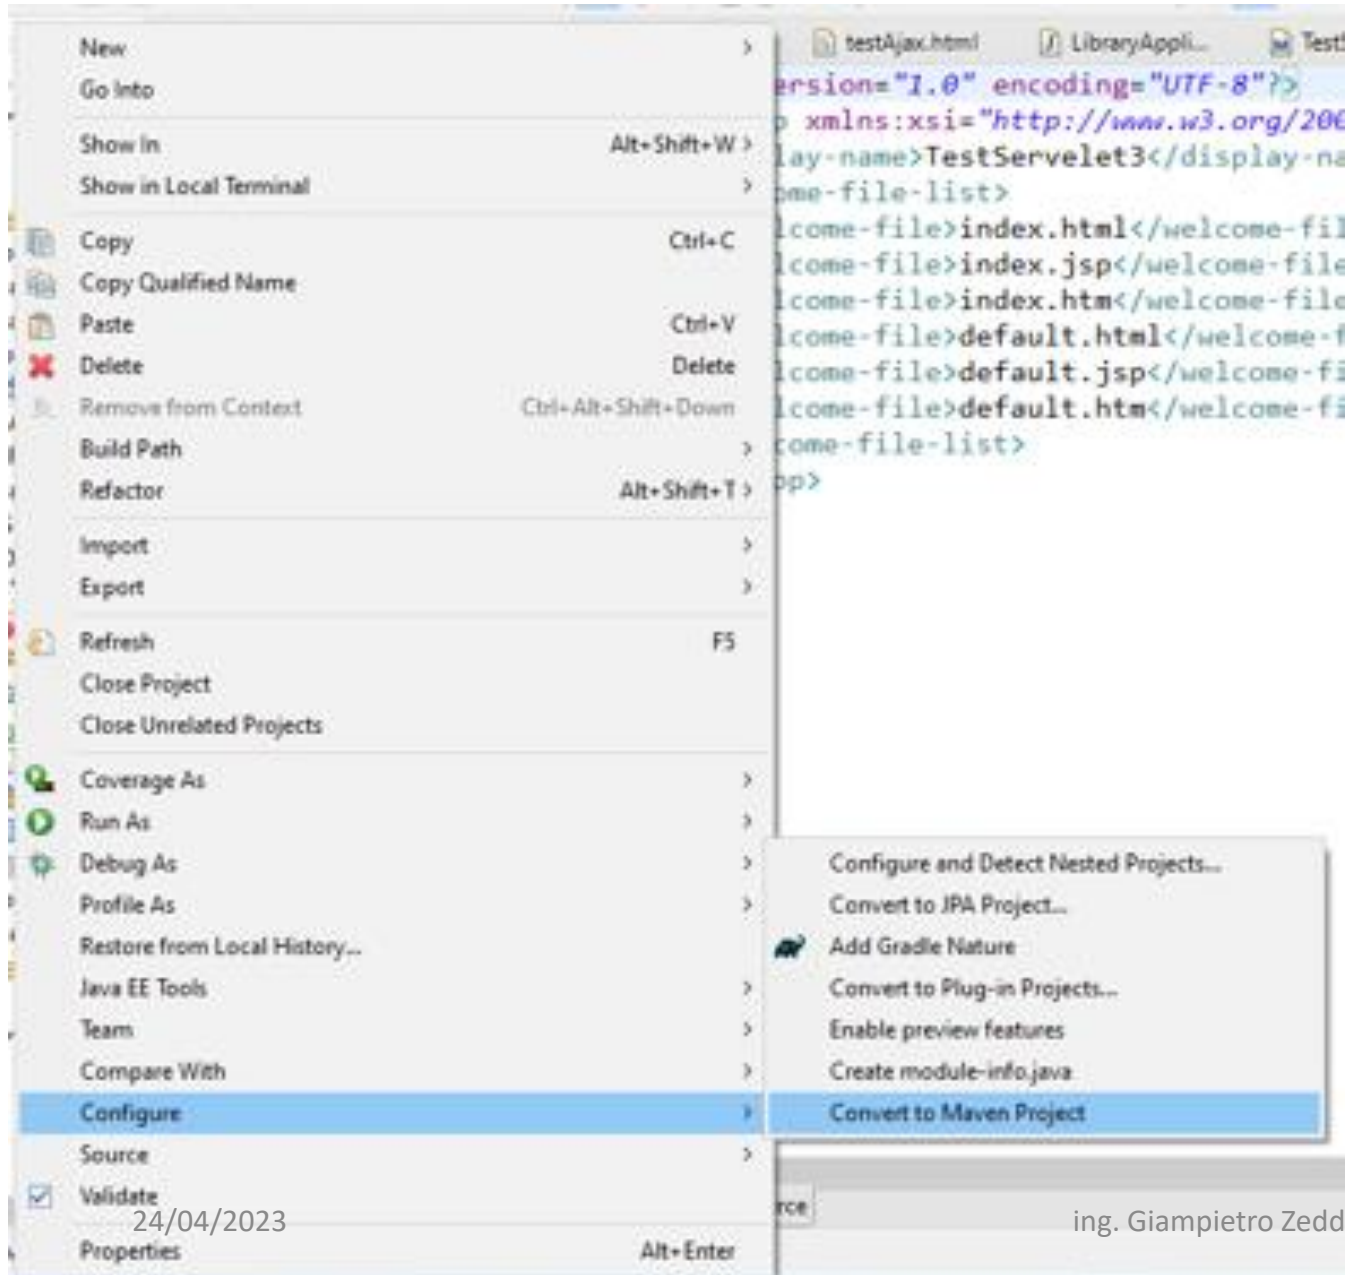 New
Go Into
Show In Alt+Shift+W >
Show in Local Terminal >
Copy Ctrl+C
Copy Qualified Name
Paste Ctrl+V
Delete Delete
Remove from Context Ctrl+Alt+Shift+Down
Build Path >
Refactor Alt+Shift+T >
Import >
Export >
Refresh F5
Close Project
Close Unrelated Projects
Coverage As >
Run As >
Debug As >
Profile As >
Restore from Local History...
Java EE Tools >
Team >
Compare With >
Configure >
Source >
Validate
Properties Alt+Enter
testAjax.html LibraryAppli... Test
ersion="1.0" encoding="UTF-8"?>
xmlns:xsi="http://www.w3.org/200
lay-name>TestServelet3</display-na
ome-file-list>
lcome-file>index.html</welcome-fil
lcome-file>index.jsp</welcome-file
lcome-file>index.htm</welcome-file
lcome-file>default.html</welcome-f
lcome-file>default.jsp</welcome-fi
lcome-file>default.htm</welcome-fi
come-file-list>
pp>
Configure and Detect Nested Projects...
Convert to JPA Project...
Add Gradle Nature
Convert to Plug-in Projects...
Enable preview features
Create module-info.java
Convert to Maven Project
rce
24/04/2023
ing. Giampietro Zedd